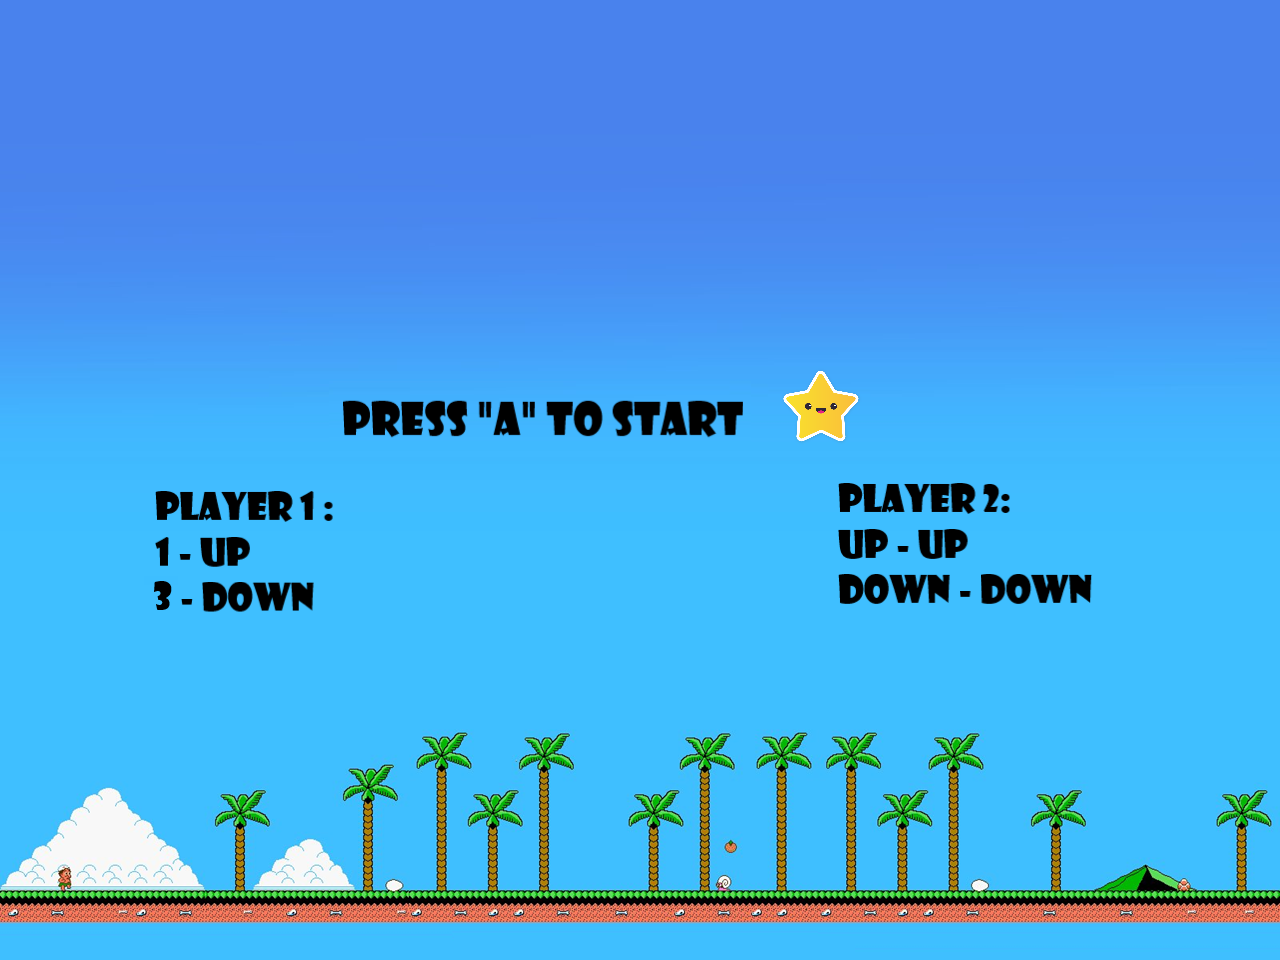 PRESS "A" TO START
PLAYER 1 :
1 - UP
3 - DOWN
PLAYER 2:
UP - UP
DOWN - DOWN